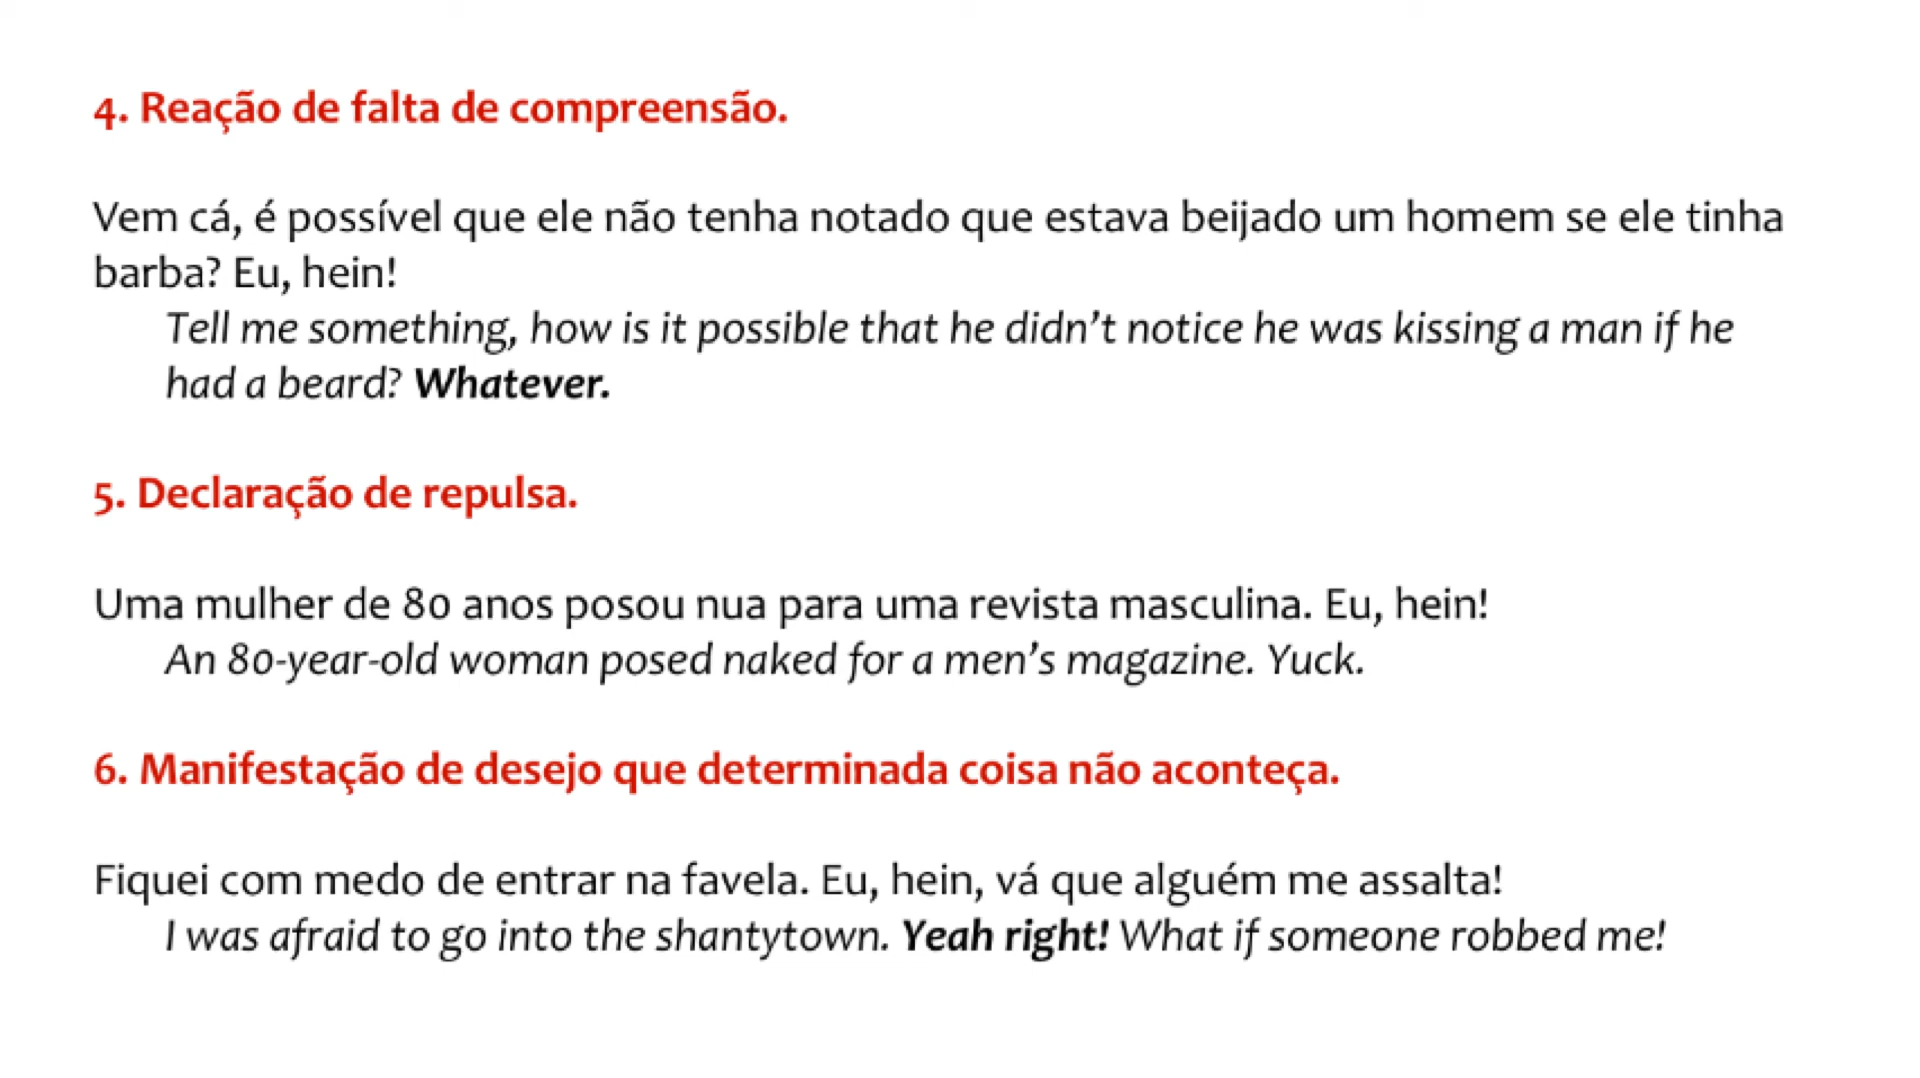 4. Reação de falta de compreensão.
Vem cá, é possível que ele não tenha notado que estava beijado um homem se ele tinha
barba? Eu, hein!
Tell me something, how is it possible that he didn’t notice he was kissing a man if he
had a beard? Whatever.
5. Declaração de repulsa.
Uma mulher de 80 anos posou nua para uma revista masculina. Eu, hein!
An 80-year-old woman posed naked for a men’s magazine. Yuck.
6. Manifestação de desejo que determinada coisa não aconteça.
Fiquei com medo de entrar na favela. Eu, hein, vá que alguém me assalta!
I was afraid to go into the shantytown. Yeah right! What if someone robbed me!